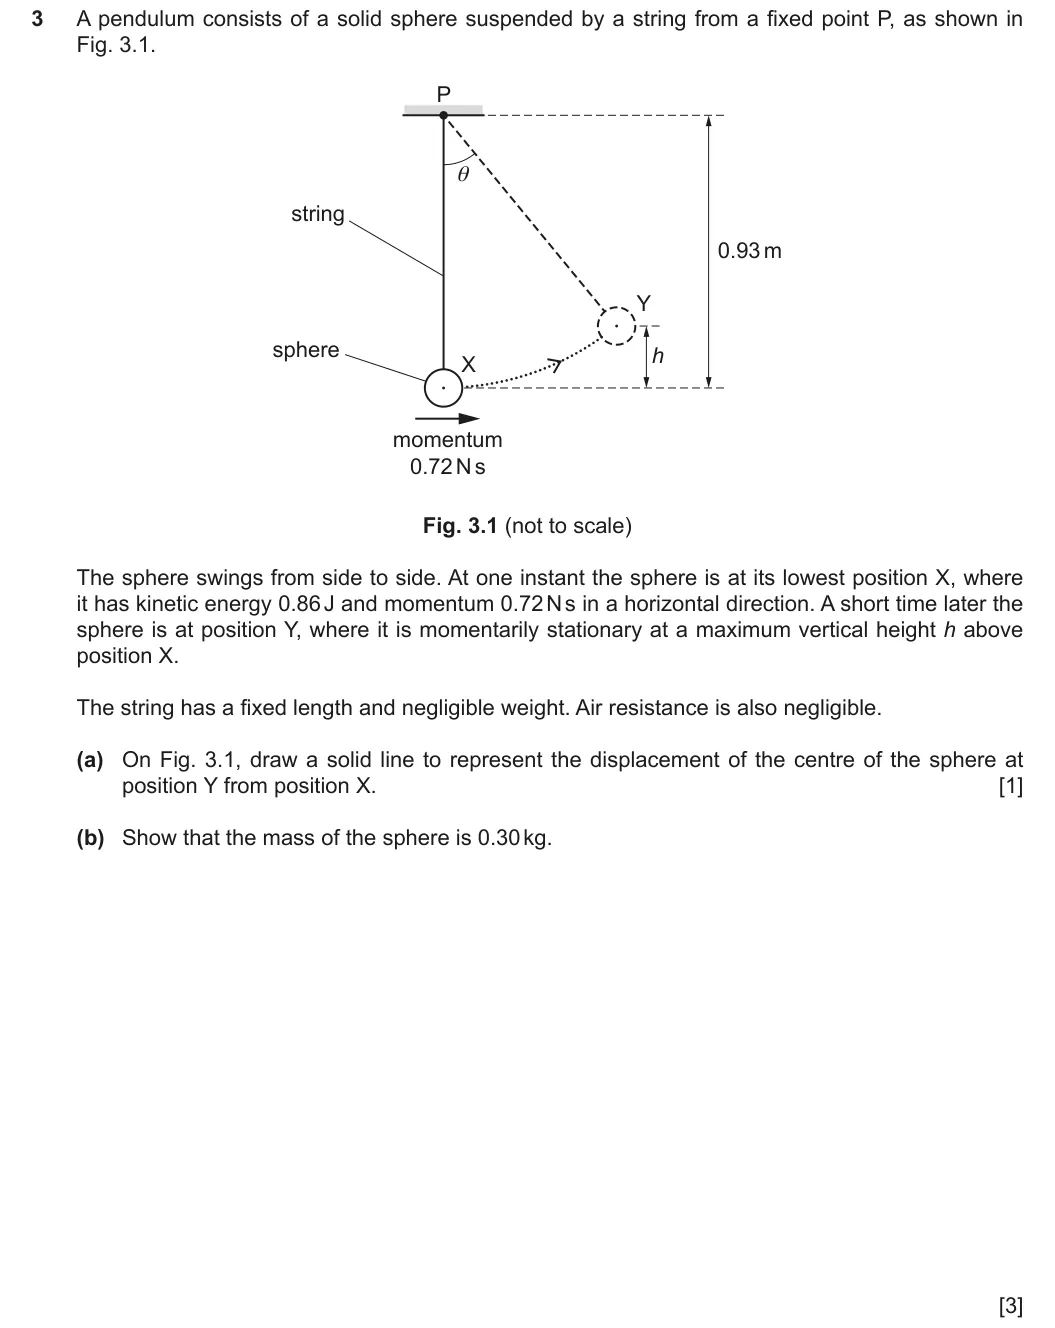 3 A pendulum consists of a solid sphere suspended by a string from a fixed point P, as shown in
Fig. 3.1.
P
θ
string
0.93 m
Y
sphere
X
h
momentum
0.72 N s
Fig. 3.1 (not to scale)
The sphere swings from side to side. At one instant the sphere is at its lowest position X, where
it has kinetic energy 0.86 J and momentum 0.72 N s in a horizontal direction. A short time later the
sphere is at position Y, where it is momentarily stationary at a maximum vertical height h above
position X.
The string has a fixed length and negligible weight. Air resistance is also negligible.
(a) On Fig. 3.1, draw a solid line to represent the displacement of the centre of the sphere at
position Y from position X. [1]
(b) Show that the mass of the sphere is 0.30 kg.
[3]